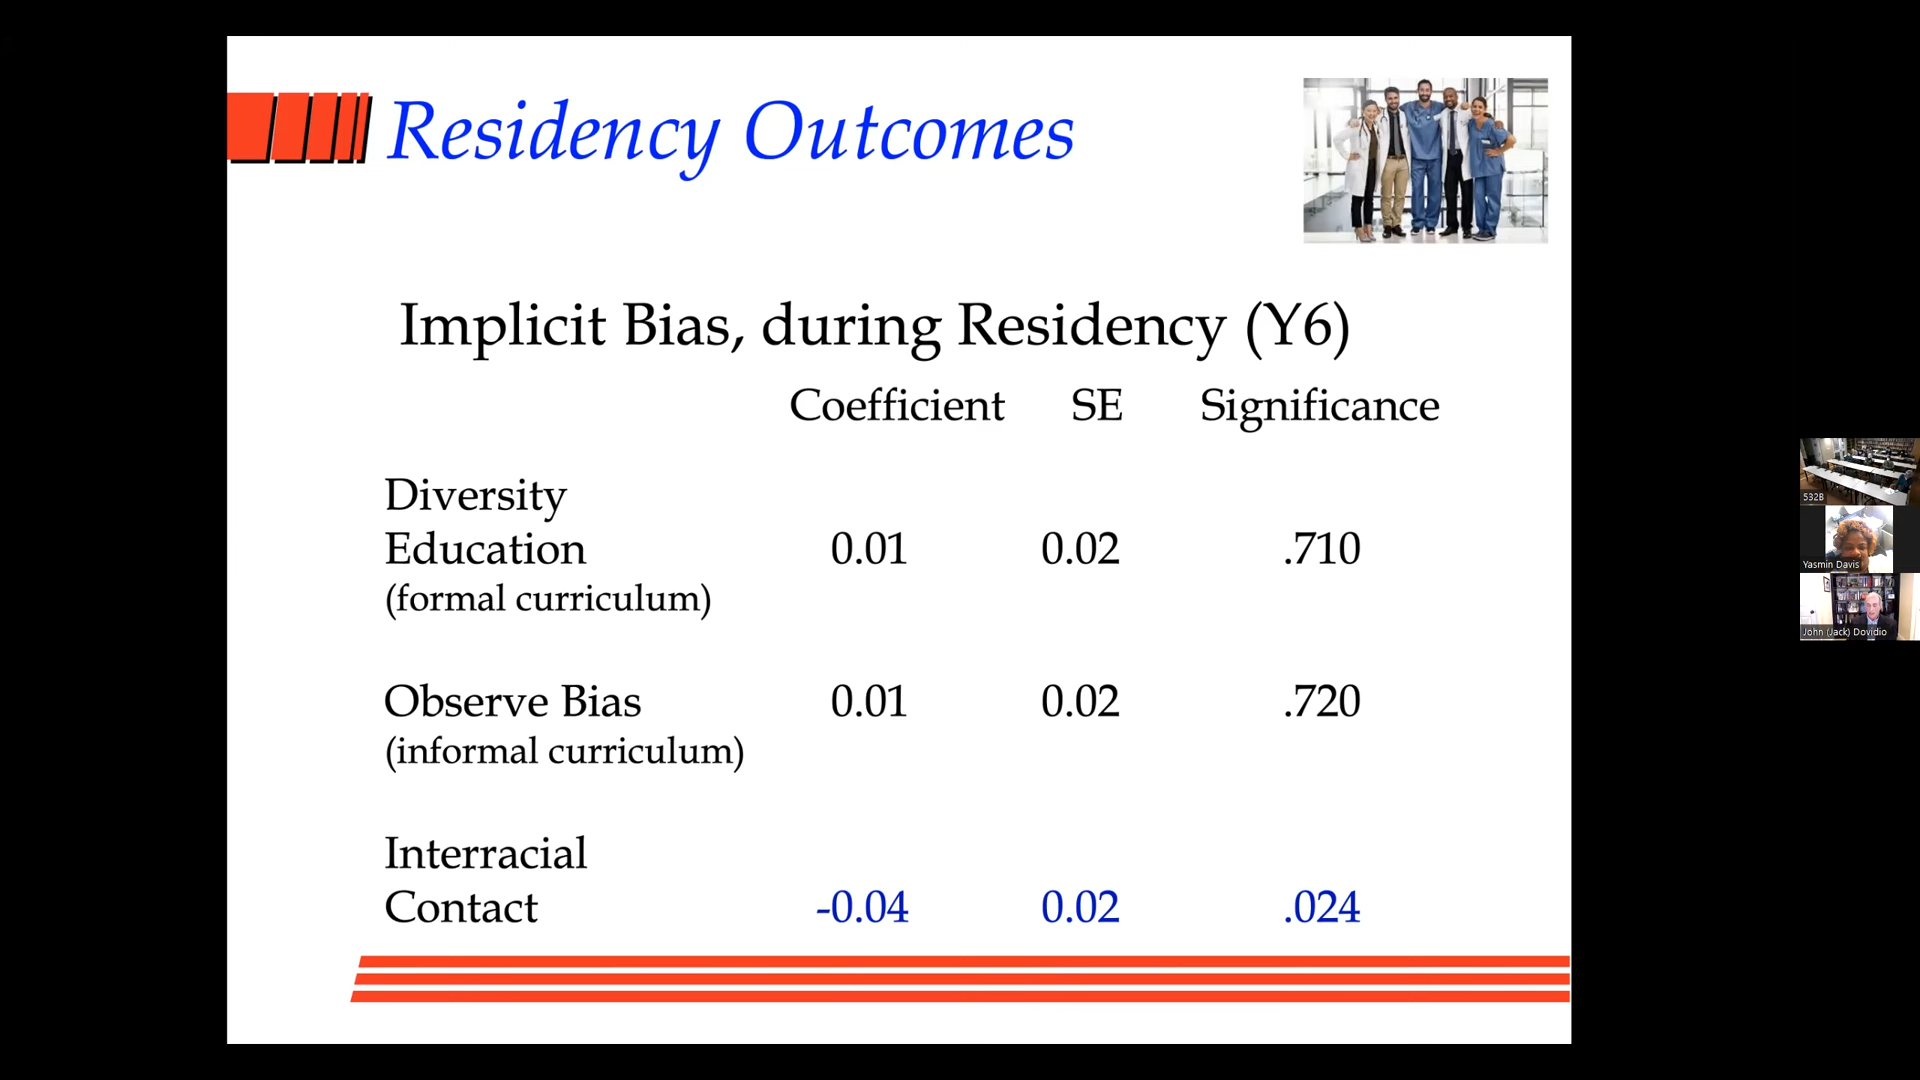 Residency Outcomes
Implicit Bias, during Residency (Y6)
Coefficient SE Significance
Diversity
Education 0.01 0.02 .710
(formal curriculum)
Observe Bias 0.01 0.02 .720
(informal curriculum)
Interracial
Contact -0.04 0.02 .024
532B
Yasmin Davis
John (Jack) Dovidio